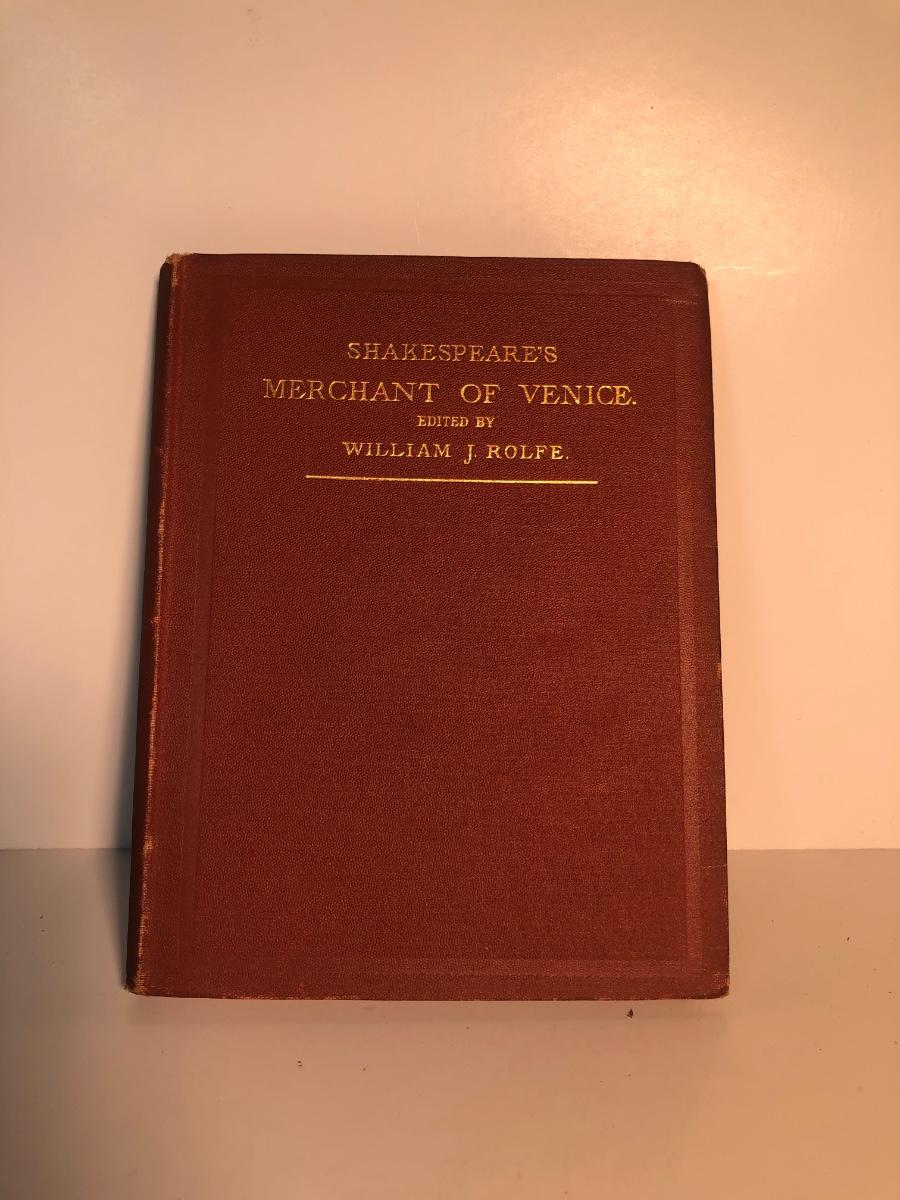 SHAKESPEARE'S
MERCHANT OF VENICE.
EDITED BY
WILLIAM J. ROLFE.